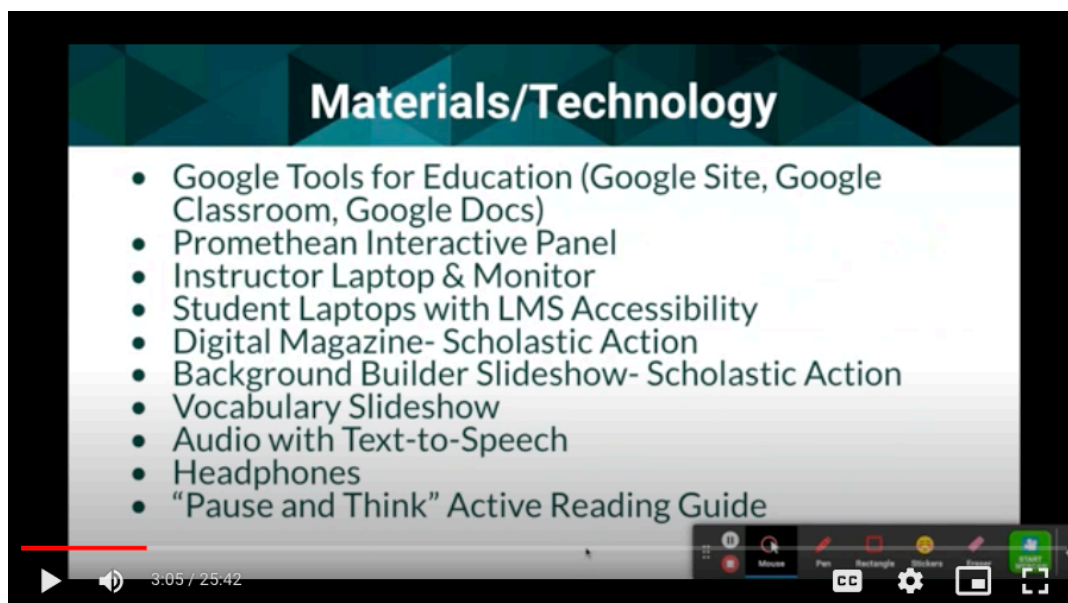 Materials/Technology
• Google Tools for Education (Google Site, Google
Classroom, Google Docs)
• Promethean Interactive Panel
• Instructor Laptop & Monitor
• Student Laptops with LMS Accessibility
• Digital Magazine- Scholastic Action
• Background Builder Slideshow- Scholastic Action
• Vocabulary Slideshow
• Audio with Text-to-Speech
• Headphones
• “Pause and Think” Active Reading Guide
Mouse Pen Rectangle Stickers Eraser START
3:05 / 25:42 CC